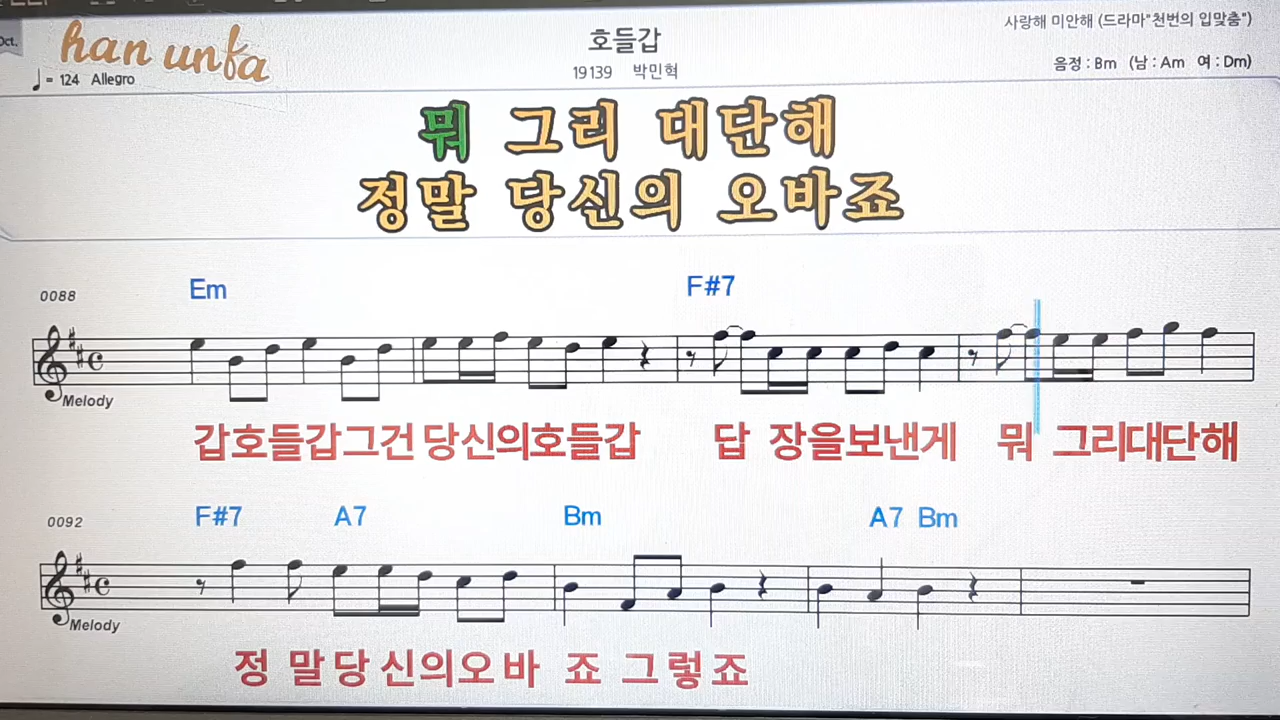 Oct.
han unfa
호들갑
사랑해 미안해 (드라마"천번의 입맞춤")
♩= 124 Allegro
19139 박민혁
음정 : Bm (남 : Am 여 : Dm)
뭐 그리 대단해
정말 당신의 오바죠
0088
Em F#7
Melody
갑호들갑그건 당신의호들갑 답 장을보낸게 뭐 그리대단해
0092
F#7 A7 Bm A7 Bm
Melody
정 말당 신의오 바 죠 그렇죠